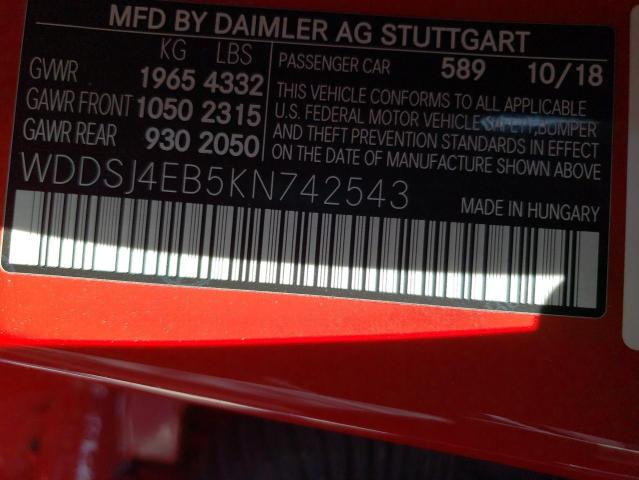 MFD BY DAIMLER AG STUTTGART
KG LBS
GVWR 1965 4332
GAWR FRONT 1050 2315
GAWR REAR 930 2050
PASSENGER CAR 589 10/18
THIS VEHICLE CONFORMS TO ALL APPLICABLE
U.S. FEDERAL MOTOR VEHICLE SAFETY, BUMPER
AND THEFT PREVENTION STANDARDS IN EFFECT
ON THE DATE OF MANUFACTURE SHOWN ABOVE
WDDSJ4EB5KN742543
MADE IN HUNGARY